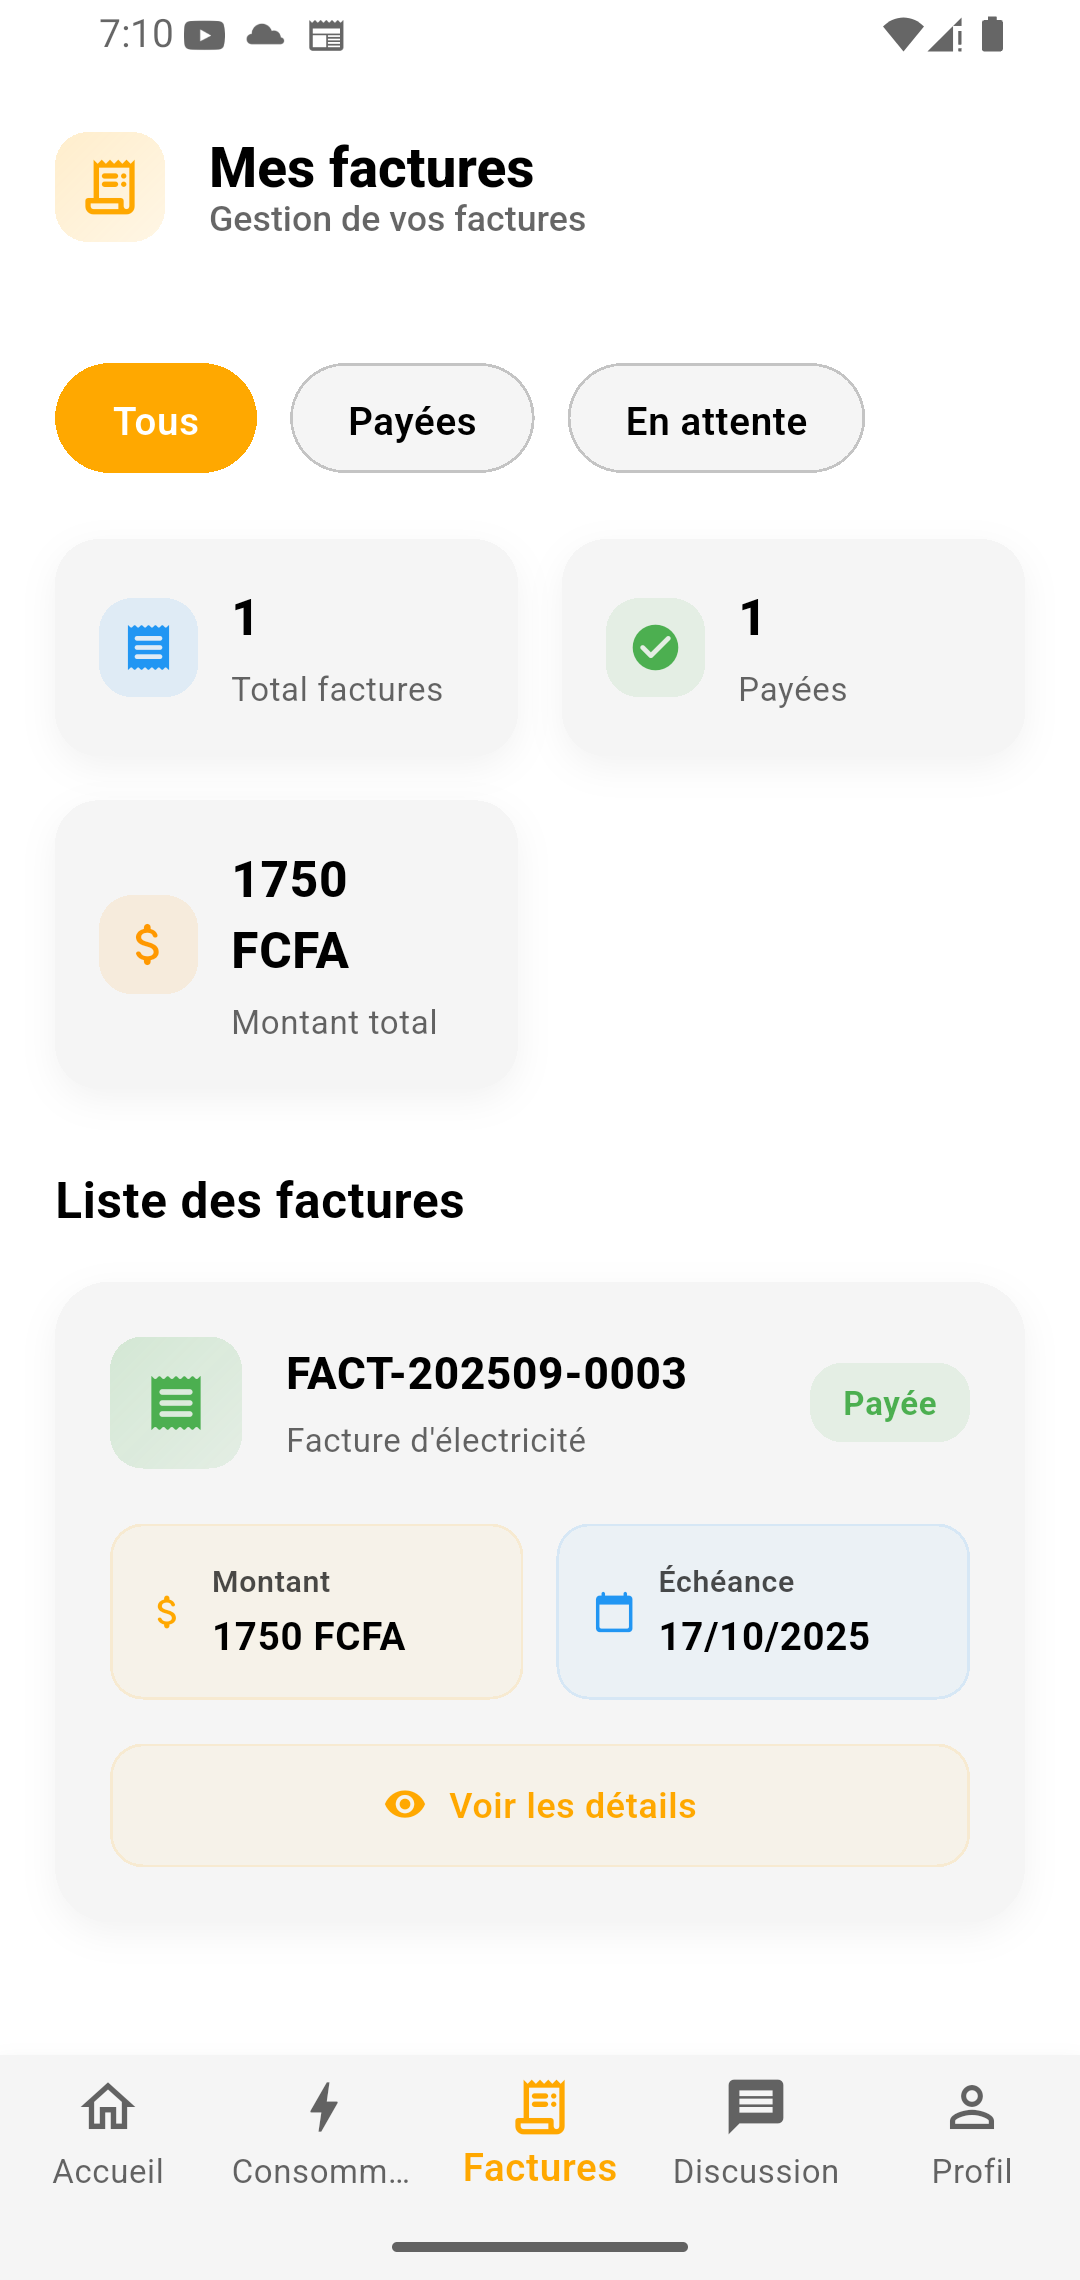 7:10
Mes factures
Gestion de vos factures
Tous
Payées
En attente
1
Total factures
1
Payées
1750
FCFA
Montant total
Liste des factures
FACT-202509-0003
Facture d'électricité
Payée
Montant
1750 FCFA
Échéance
17/10/2025
Voir les détails
Accueil
Consomm...
Factures
Discussion
Profil